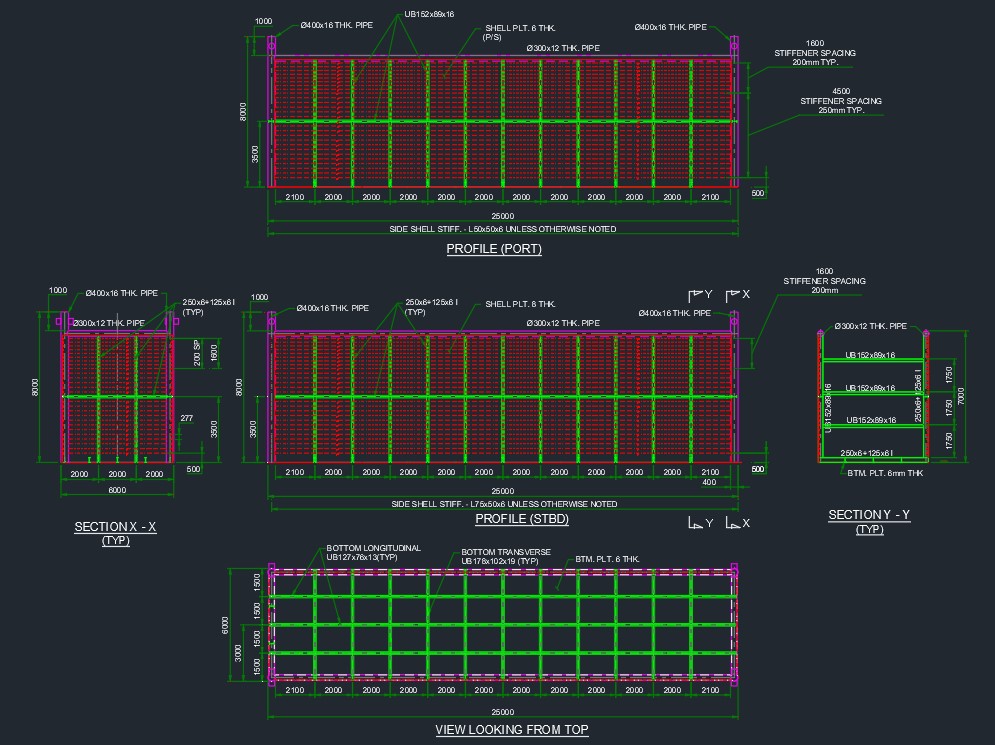 1000
Ø400x16 THK. PIPE
UB152x89x16
SHELL PLT. 6 THK.
(P/S)
Ø300x12 THK. PIPE
Ø400x16 THK. PIPE
1600
STIFFENER SPACING
200mm TYP.
4500
STIFFENER SPACING
250mm TYP.
8000
3500
500
2100 2000 2000 2000 2000 2000 2000 2000 2000 2000 2000 2100
25000
SIDE SHELL STIFF. - L50x50x6 UNLESS OTHERWISE NOTED
PROFILE (PORT)
1000
Ø400x16 THK. PIPE
250x6+125x6 I
(TYP)
Ø300x12 THK. PIPE
8000
200 SP
1600
277
3500
500
2000 2000 2000
6000
SECTION X - X
(TYP)
1000
Ø400x16 THK. PIPE
250x6+125x6 I
(TYP)
SHELL PLT. 6 THK.
Ø300x12 THK. PIPE
Ø400x16 THK. PIPE
Y X
1600
STIFFENER SPACING
200mm
8000
3500
500
2100 2000 2000 2000 2000 2000 2000 2000 2000 2000 2000 2100
400
25000
SIDE SHELL STIFF. - L75x50x6 UNLESS OTHERWISE NOTED
PROFILE (STBD)
Y X
Ø300x12 THK. PIPE
UB152x89x16
UB152x89x16
UB152x89x16
UB152x89x16
250x6+125x6 I
250x6+125x6 I
1750
1750
1750
7000
BTM. PLT. 6mm THK
SECTION Y - Y
(TYP)
BOTTOM LONGITUDINAL
UB127x76x13(TYP)
BOTTOM TRANSVERSE
UB178x102x19 (TYP)
BTM. PLT. 6 THK.
6000
3000
1500
1500
1500
1500
2100 2000 2000 2000 2000 2000 2000 2000 2000 2000 2000 2100
25000
VIEW LOOKING FROM TOP